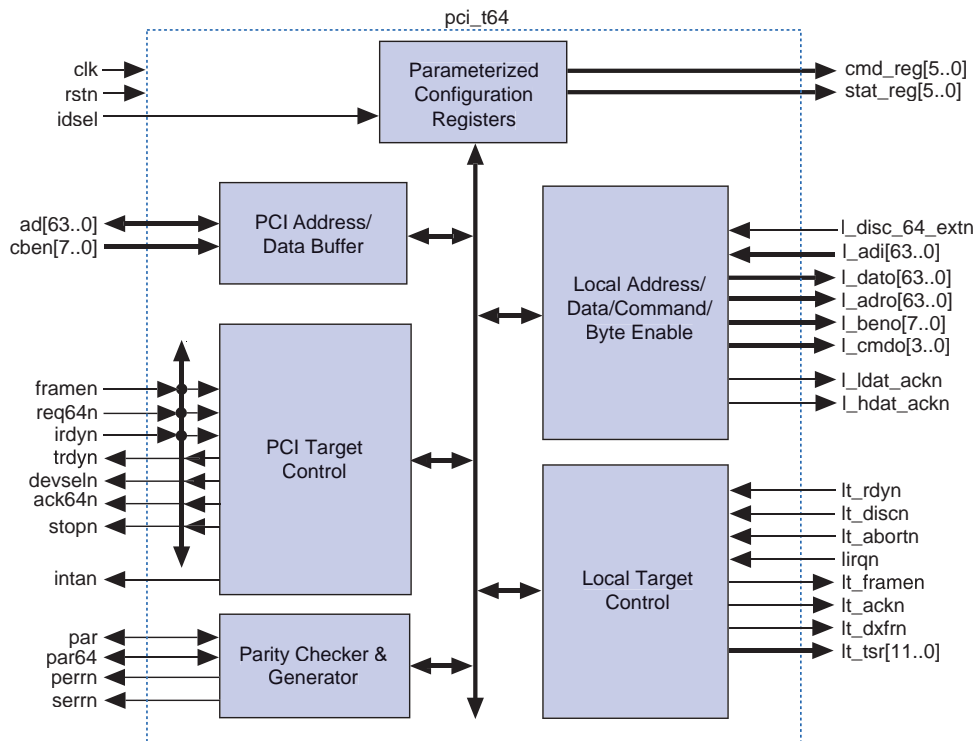 pci_t64
clk
rstn
idsel
Parameterized
Configuration
Registers
cmd_reg[5..0]
stat_reg[5..0]
ad[63..0]
cben[7..0]
PCI Address/
Data Buffer
Local Address/
Data/Command/
Byte Enable
l_disc_64_extn
l_adi[63..0]
l_dato[63..0]
l_adro[63..0]
l_beno[7..0]
l_cmdo[3..0]
l_ldat_ackn
l_hdat_ackn
framen
req64n
irdyn
trdyn
devseln
ack64n
stopn
intan
PCI Target
Control
Local Target
Control
lt_rdyn
lt_discn
lt_abortn
lirqn
lt_framen
lt_ackn
lt_dxfrn
lt_tsr[11..0]
par
par64
perrn
serrn
Parity Checker &
Generator